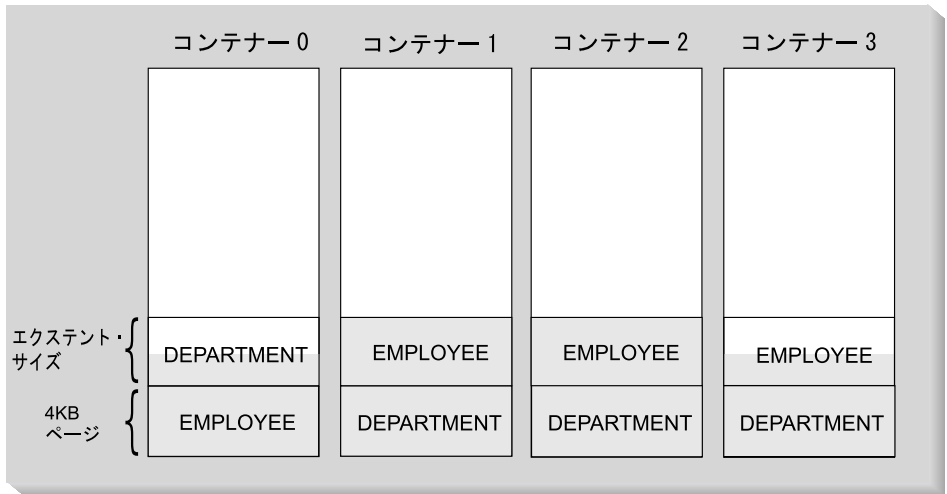 コンテナー 0 コンテナー 1 コンテナー 2 コンテナー 3
エクステント・
サイズ
DEPARTMENT EMPLOYEE EMPLOYEE EMPLOYEE
4KB
ページ
EMPLOYEE DEPARTMENT DEPARTMENT DEPARTMENT